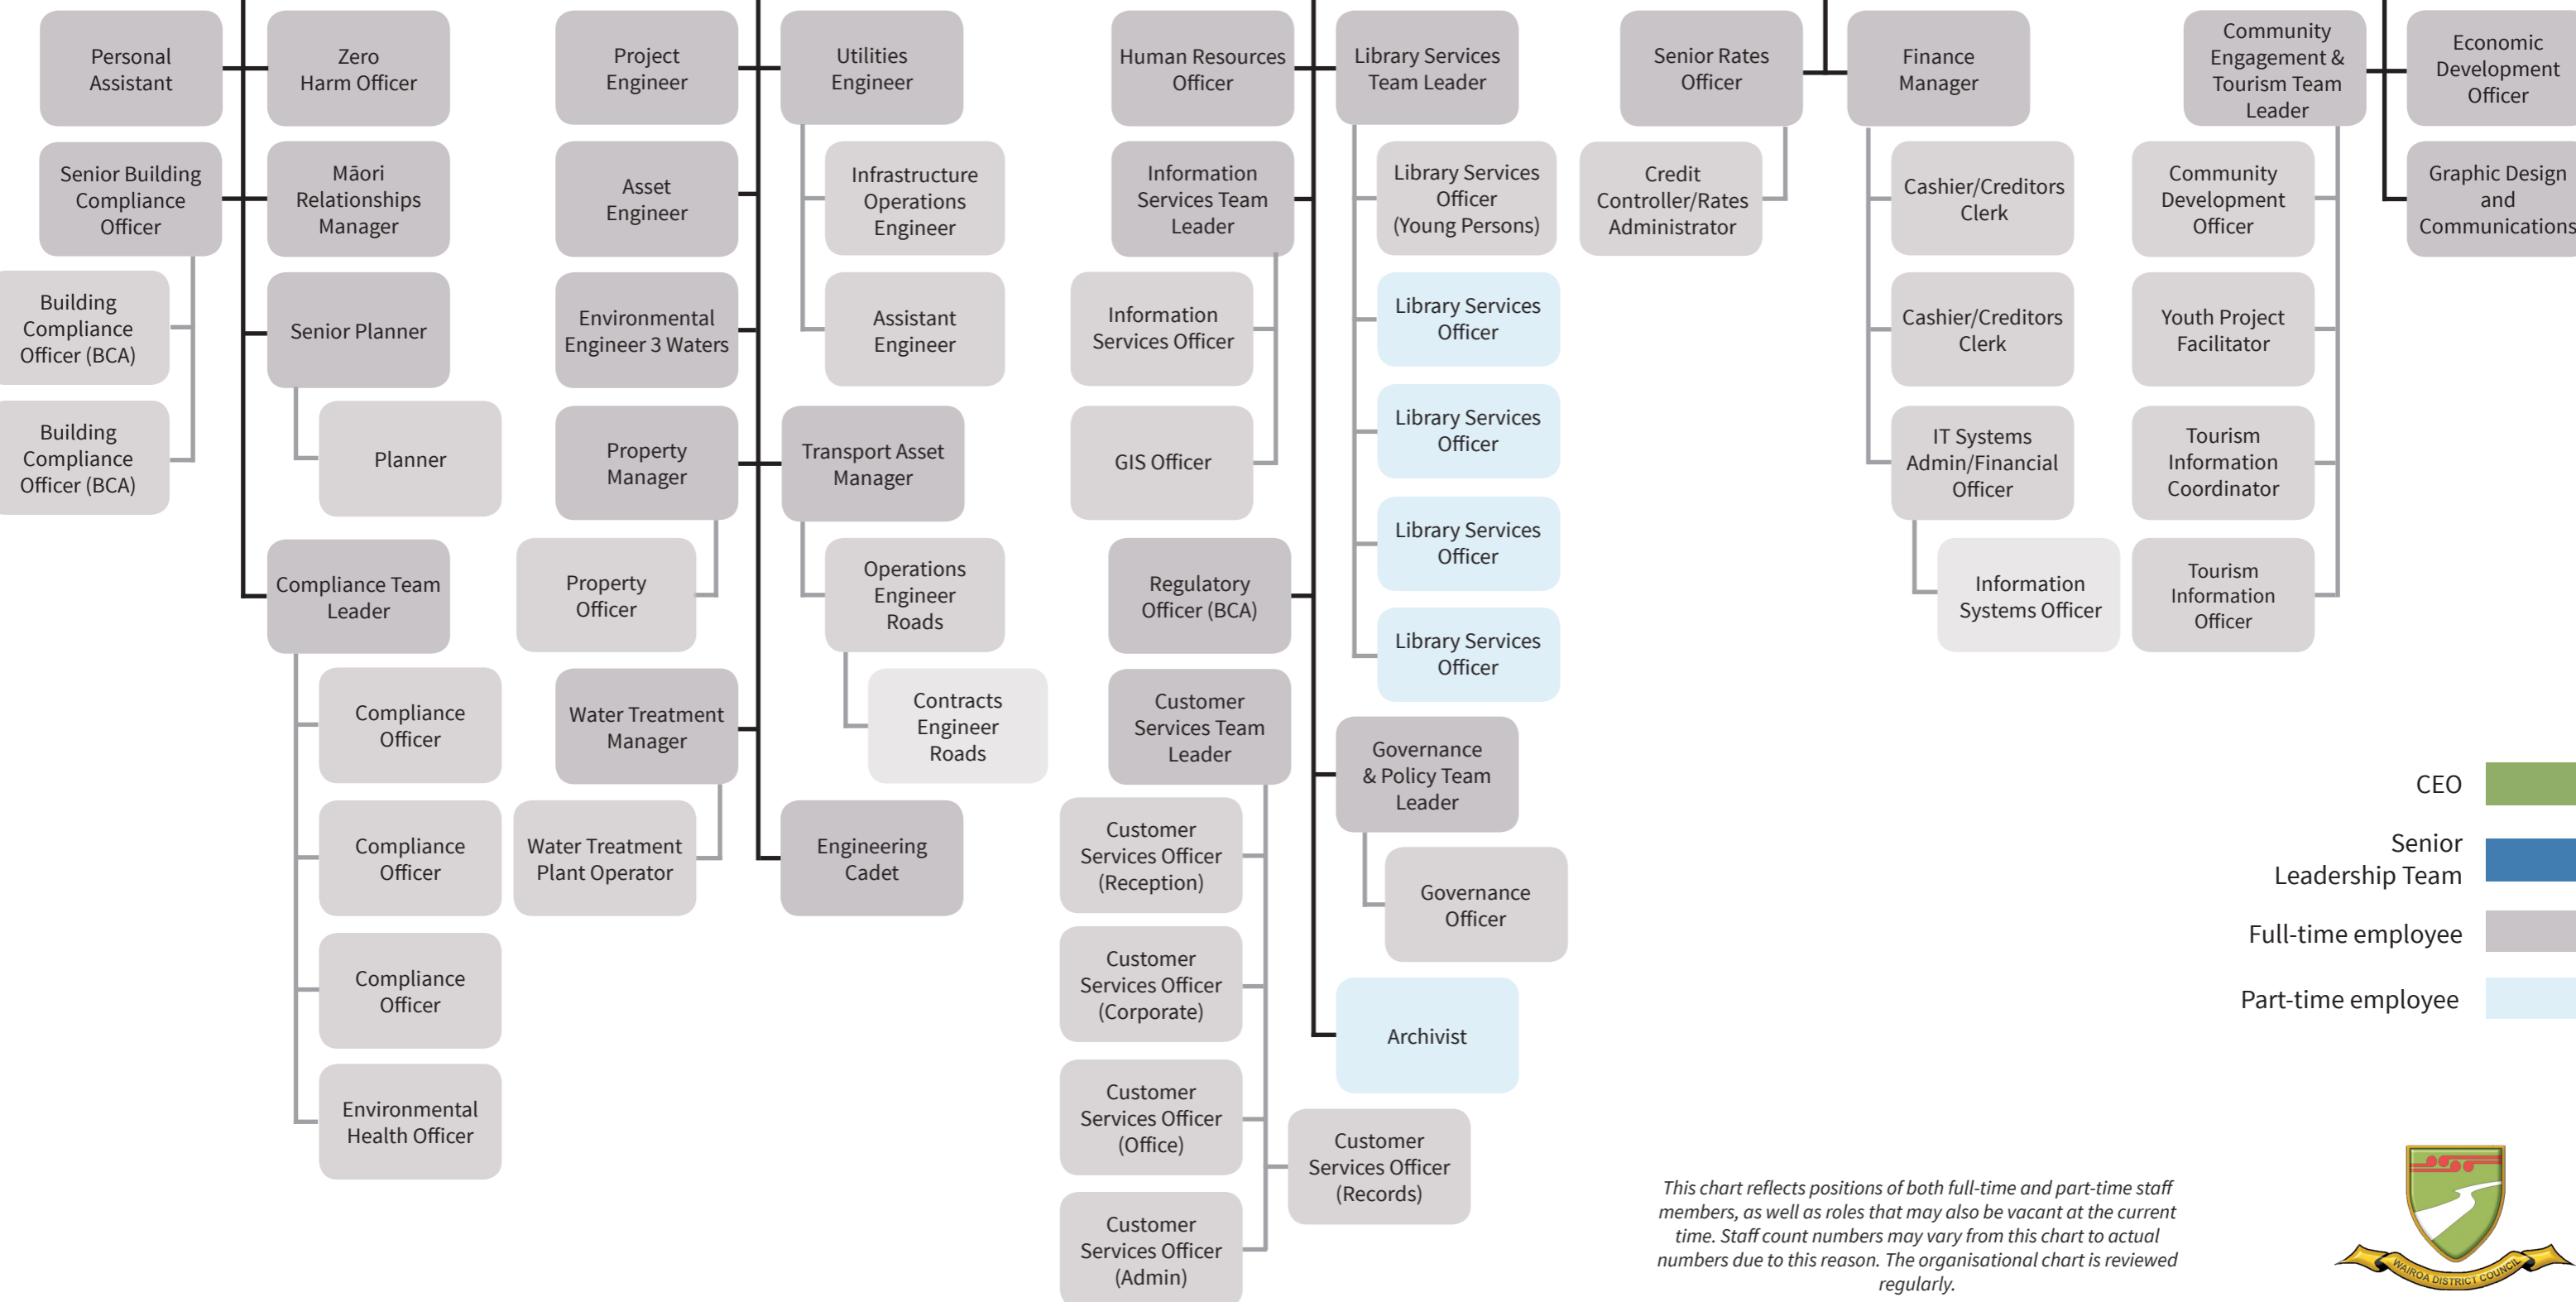 Personal
Assistant
Zero
Harm Officer
Senior Building
Compliance
Officer
Māori
Relationships
Manager
Building
Compliance
Officer (BCA)
Building
Compliance
Officer (BCA)
Senior Planner
Planner
Compliance Team
Leader
Compliance
Officer
Compliance
Officer
Compliance
Officer
Environmental
Health Officer
Project
Engineer
Utilities
Engineer
Asset
Engineer
Infrastructure
Operations
Engineer
Environmental
Engineer 3 Waters
Assistant
Engineer
Property
Manager
Transport Asset
Manager
Property
Officer
Operations
Engineer
Roads
Water Treatment
Manager
Contracts
Engineer
Roads
Water Treatment
Plant Operator
Engineering
Cadet
Human Resources
Officer
Library Services
Team Leader
Information
Services Team
Leader
Library Services
Officer
(Young Persons)
Information
Services Officer
Library Services
Officer
GIS Officer
Library Services
Officer
Regulatory
Officer (BCA)
Library Services
Officer
Library Services
Officer
Customer
Services Team
Leader
Governance
& Policy Team
Leader
Customer
Services Officer
(Reception)
Governance
Officer
Customer
Services Officer
(Corporate)
Archivist
Customer
Services Officer
(Office)
Customer
Services Officer
(Records)
Customer
Services Officer
(Admin)
Senior Rates
Officer
Finance
Manager
Credit
Controller/Rates
Administrator
Cashier/Creditors
Clerk
Cashier/Creditors
Clerk
IT Systems
Admin/Financial
Officer
Information
Systems Officer
Community
Engagement &
Tourism Team
Leader
Economic
Development
Officer
Community
Development
Officer
Graphic Design
and
Communications
Youth Project
Facilitator
Tourism
Information
Coordinator
Tourism
Information
Officer
CEO
Senior
Leadership Team
Full-time employee
Part-time employee
This chart reflects positions of both full-time and part-time staff
members, as well as roles that may also be vacant at the current
time. Staff count numbers may vary from this chart to actual
numbers due to this reason. The organisational chart is reviewed
regularly.
WAIROA DISTRICT COUNCIL